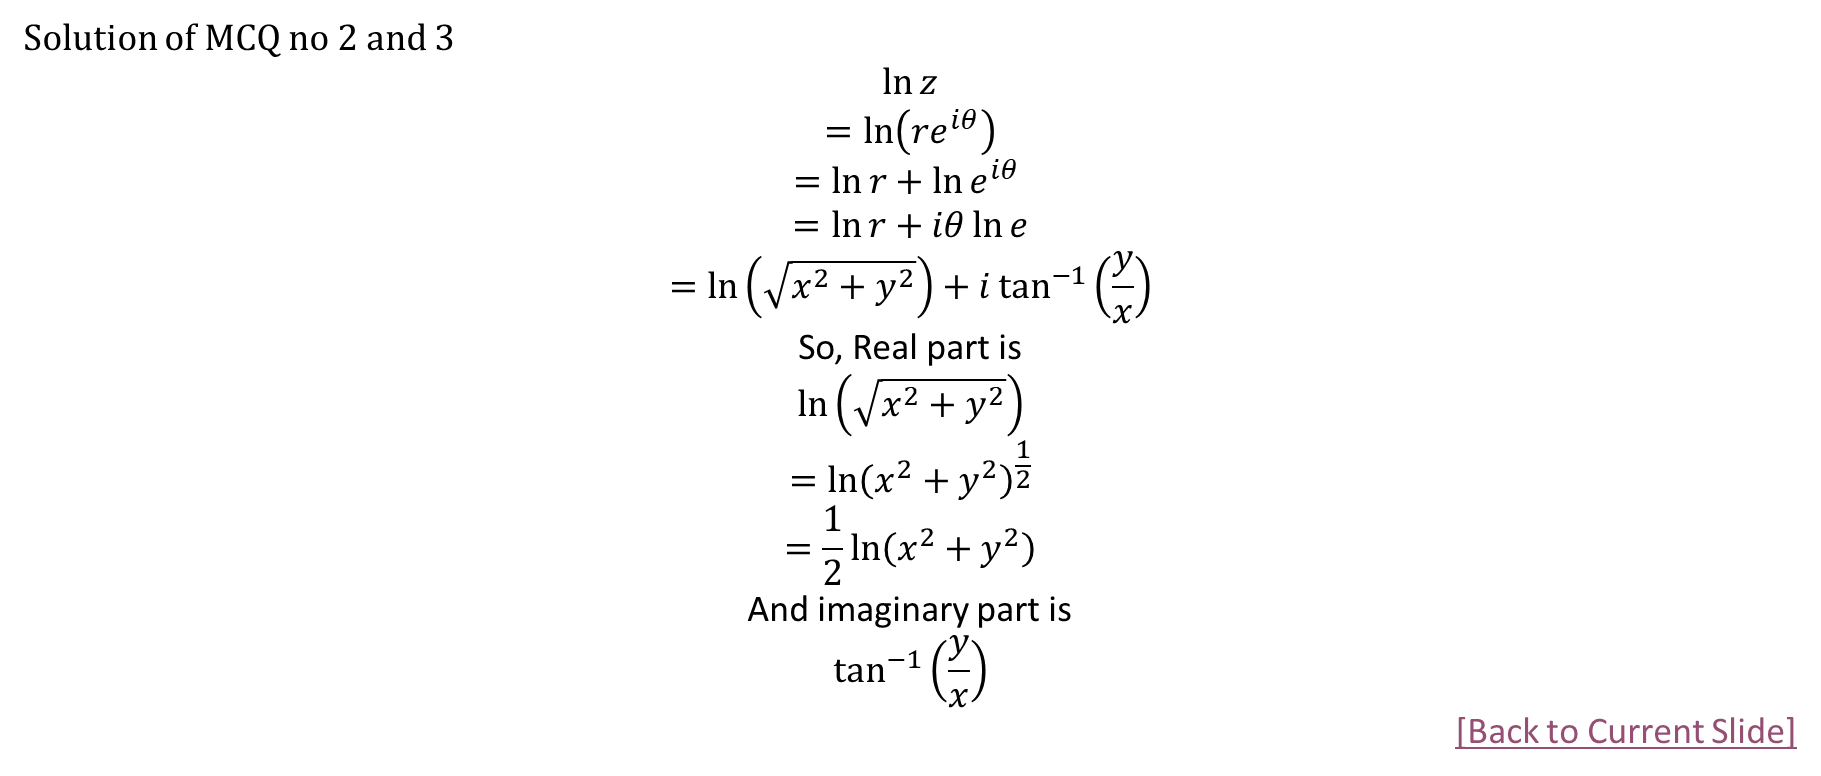 Solution of MCQ no 2 and 3
ln z
= ln(re^{iθ})
= ln r + ln e^{iθ}
= ln r + iθ ln e
= ln(√(x² + y²)) + i tan⁻¹(y/x)
So, Real part is
ln(√(x² + y²))
= ln(x² + y²)^{1/2}
= 1/2 ln(x² + y²)
And imaginary part is
tan⁻¹(y/x)
[Back to Current Slide]